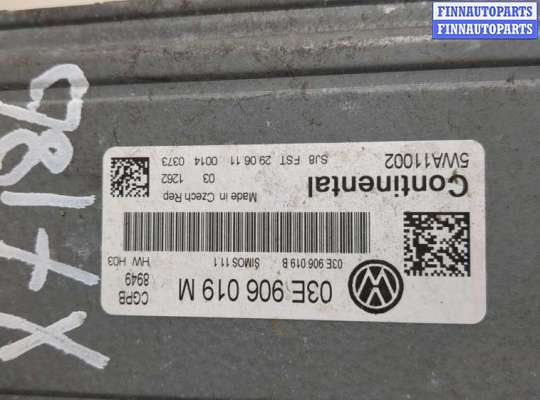 FINNAUTOPARTS
FINNAUTOPARTS
03E 906 019 M
CGPB
8949
03E 906 019 B
SIMOS 11.1
HW H03
Made in Czech Rep
03
1262
Continental
5WA11002
SJ8 FST 29 06 11 0014 0373